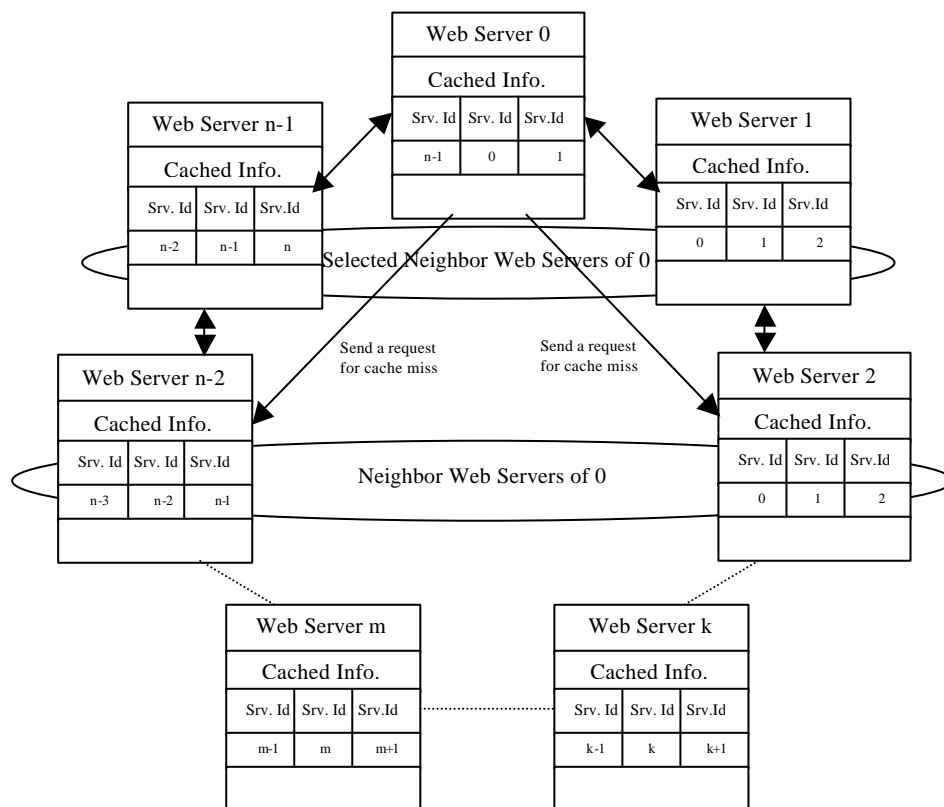 Web Server 0
Cached Info.
Srv. Id Srv. Id Srv.Id
n-1 0 1
Web Server n-1
Cached Info.
Srv. Id Srv. Id Srv.Id
n-2 n-1 n
Web Server 1
Cached Info.
Srv. Id Srv. Id Srv.Id
0 1 2
Selected Neighbor Web Servers of 0
Send a request
for cache miss
Send a request
for cache miss
Web Server n-2
Cached Info.
Srv. Id Srv. Id Srv.Id
n-3 n-2 n-1
Web Server 2
Cached Info.
Srv. Id Srv. Id Srv.Id
0 1 2
Neighbor Web Servers of 0
Web Server m
Cached Info.
Srv. Id Srv. Id Srv.Id
m-1 m m+1
Web Server k
Cached Info.
Srv. Id Srv. Id Srv.Id
k-1 k k+1